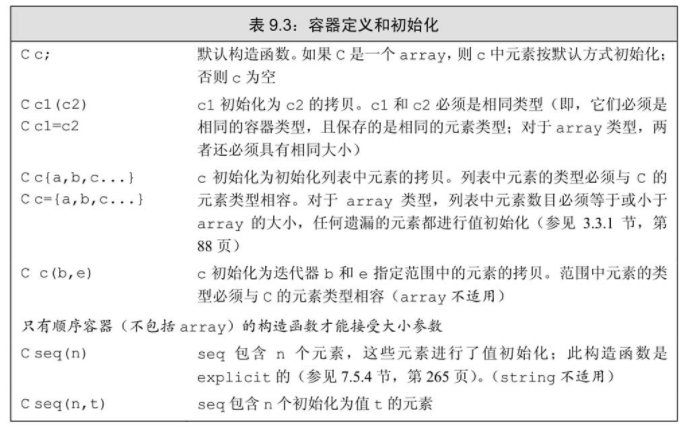 表 9.3：容器定义和初始化
C c;	默认构造函数。如果 C 是一个 array，则 c 中元素按默认方式初始化；
否则 c 为空
C c1(c2)	c1 初始化为 c2 的拷贝。c1 和 c2 必须是相同类型（即，它们必须是
C c1=c2	相同的容器类型，且保存的是相同的元素类型；对于 array 类型，两
者还必须具有相同大小）
C c{a,b,c...}	c 初始化为初始化列表中元素的拷贝。列表中元素的类型必须与 C 的
C c={a,b,c...}	元素类型相容。对于 array 类型，列表中元素数目必须等于或小于
array 的大小，任何遗漏的元素都进行值初始化（参见 3.3.1 节，第
88 页）
C c(b,e)	c 初始化为迭代器 b 和 e 指定范围中的元素的拷贝。范围中元素的类
型必须与 C 的元素类型相容（array 不适用）
只有顺序容器（不包括 array）的构造函数才能接受大小参数
C seq(n)	seq 包含 n 个元素，这些元素进行了值初始化；此构造函数是
explicit 的（参见 7.5.4 节，第 265 页）。（string 不适用）
C seq(n,t)	seq 包含 n 个初始化为值 t 的元素